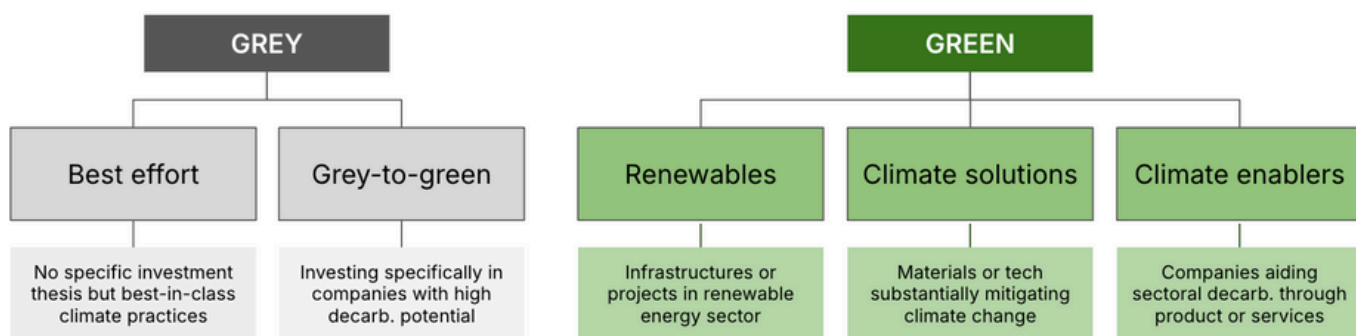 GREY
GREEN
Best effort
Grey-to-green
Renewables
Climate solutions
Climate enablers
No specific investment
thesis but best-in-class
climate practices
Investing specifically in
companies with high
decarb. potential
Infrastructures or
projects in renewable
energy sector
Materials or tech
substantially mitigating
climate change
Companies aiding
sectoral decarb. through
product or services